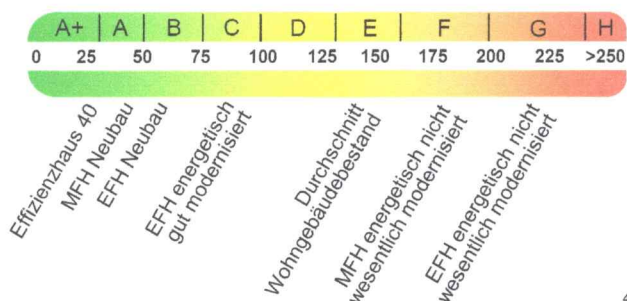 A+ A B C D E F G H
0 25 50 75 100 125 150 175 200 225 >250
Effizienzhaus 40
MFH Neubau
EFH Neubau
EFH energetisch
gut modernisiert
Durchschnitt
Wohngebäudebestand
MFH energetisch nicht
wesentlich modernisiert
EFH energetisch nicht
wesentlich modernisiert